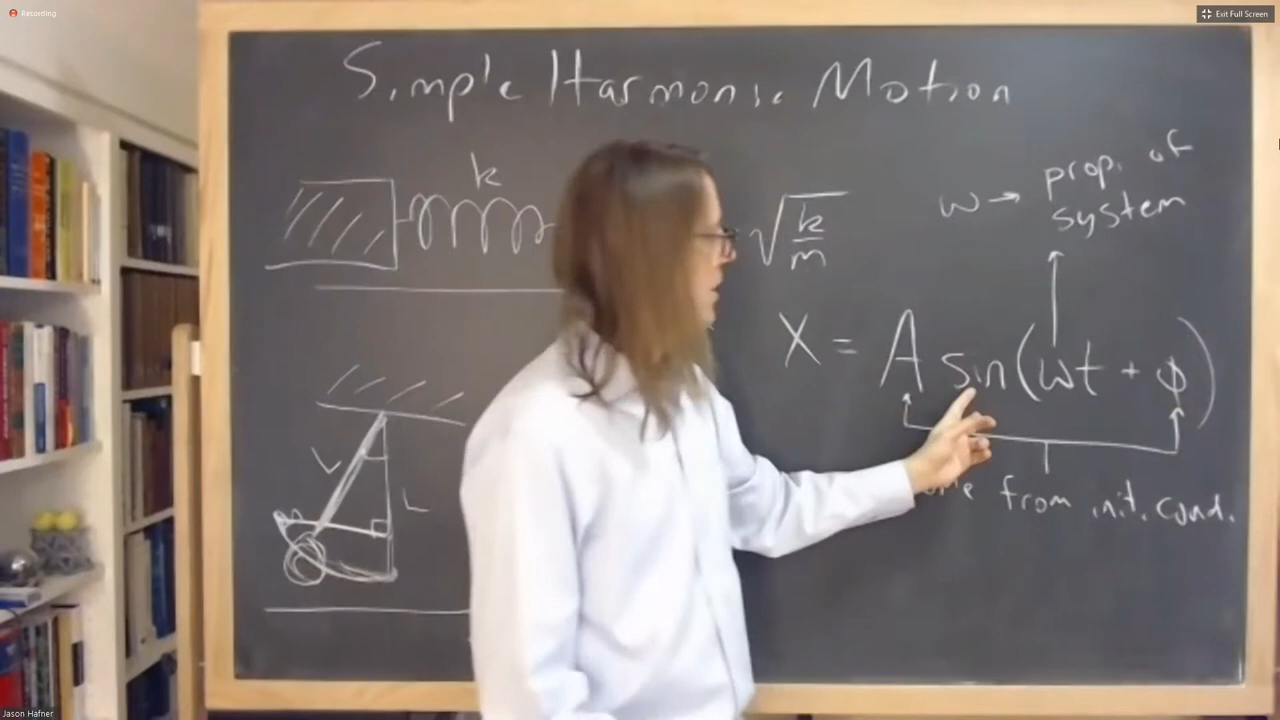 Recording
Exit Full Screen
Simple Harmonic Motion
k
√k/m
ω → prop. of
system
X = A sin(ωt + φ)
from init. cond.
L
L
Jason Hafner